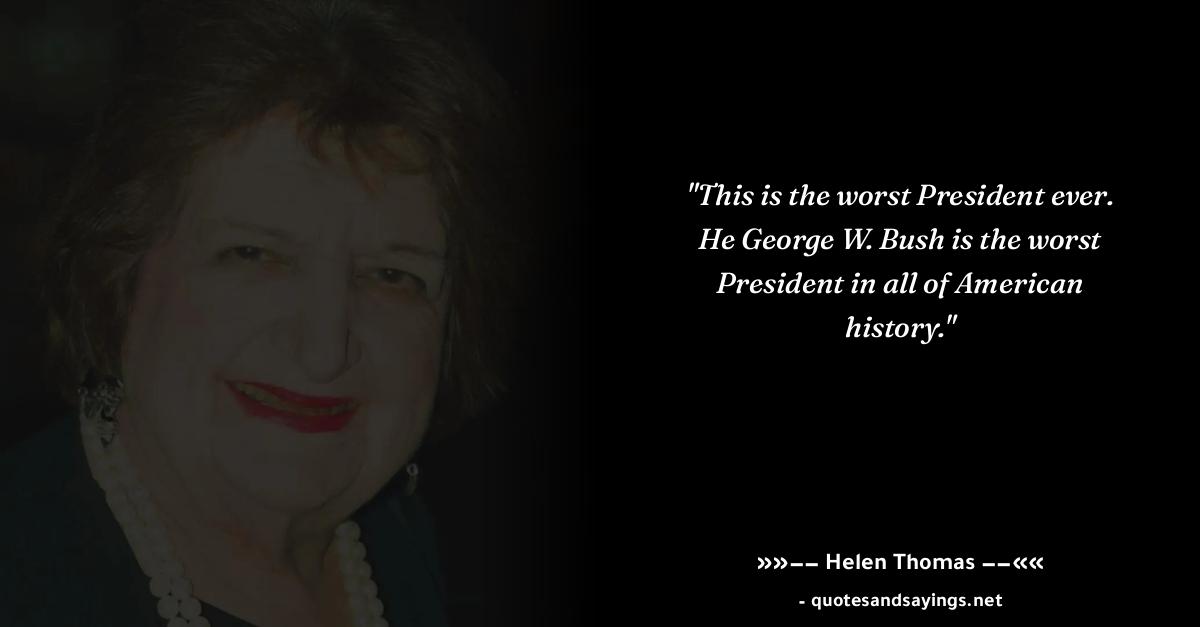 "This is the worst President ever.
He George W. Bush is the worst
President in all of American
history."
»»−− Helen Thomas −−««
- quotesandsayings.net